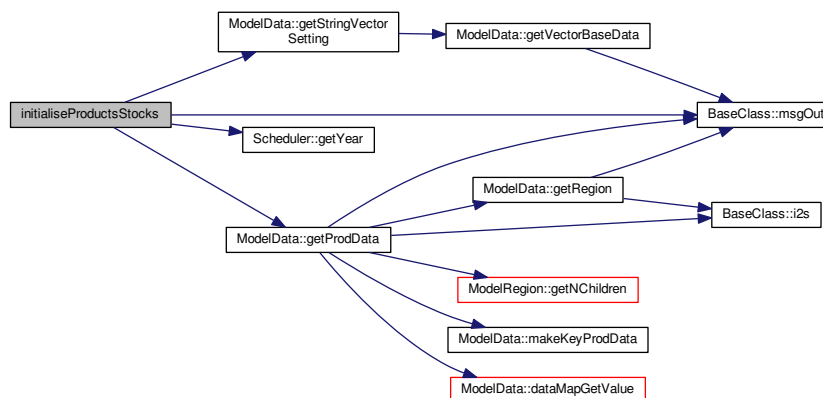 ModelData::getStringVector
Setting
ModelData::getVectorBaseData
initialiseProductsStocks
BaseClass::msgOut
Scheduler::getYear
ModelData::getRegion
BaseClass::i2s
ModelData::getProdData
ModelRegion::getNChildren
ModelData::makeKeyProdData
ModelData::dataMapGetValue